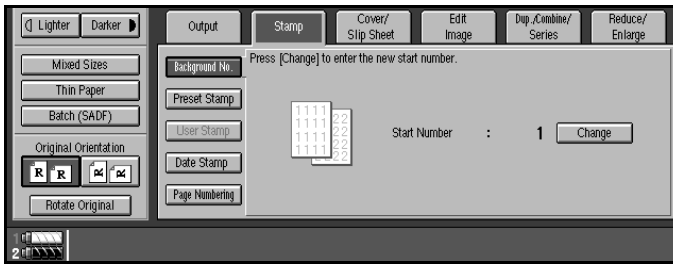 Lighter Darker
Mixed Sizes
Thin Paper
Batch (SADF)
Original Orientation
R R R R
Rotate Original
Output
Stamp
Cover/
Slip Sheet
Edit
Image
Dup./Combine/
Series
Reduce/
Enlarge
Background No.
Preset Stamp
User Stamp
Date Stamp
Page Numbering
Press [Change] to enter the new start number.
1111
1111
1111
1111
22
22
22
2222
Start Number : 1 Change
1
2